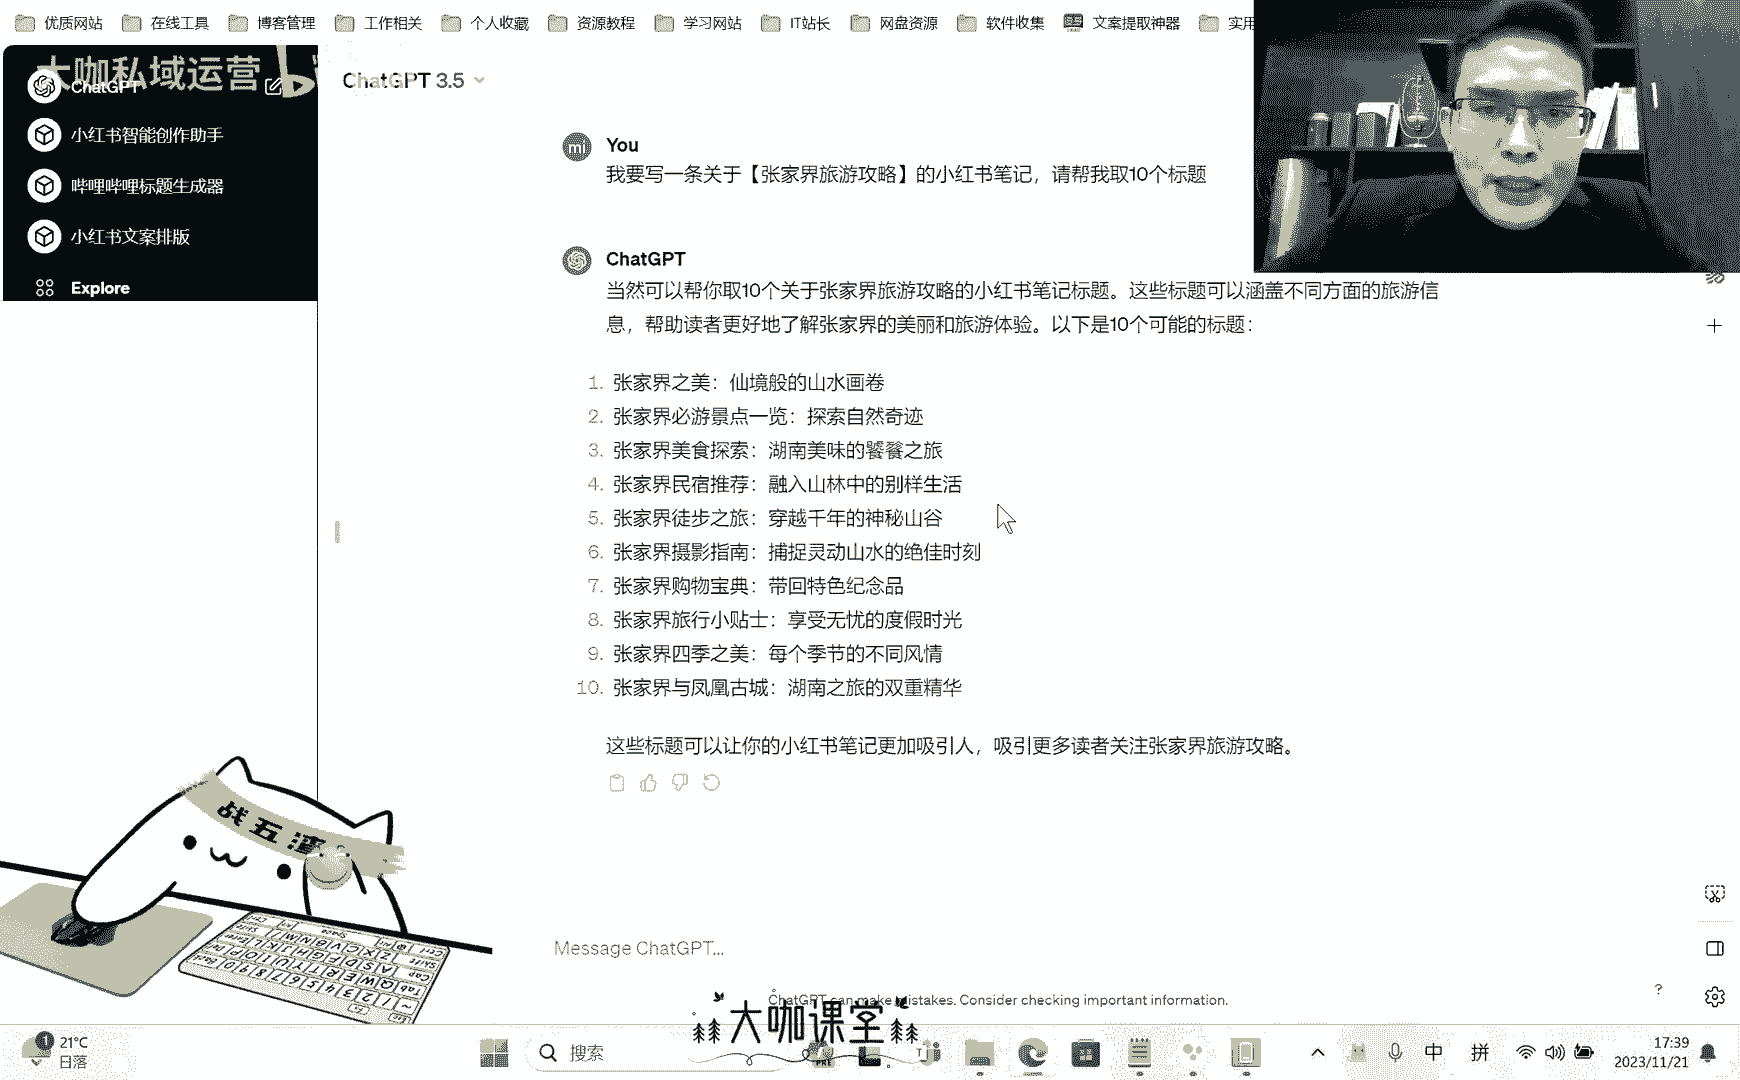 优质网站 在线工具 博客管理 工作相关 个人收藏 资源教程 学习网站 IT站长 网盘资源 软件收集 文案提取神器 实用
大咖私域运营
ChatGPT
小红书智能创作助手
哔哩哔哩标题生成器
小红书文案排版
Explore
ChatGPT 3.5
You
我要写一条关于【张家界旅游攻略】的小红书笔记，请帮我取10个标题
ChatGPT
当然可以帮你取10个关于张家界旅游攻略的小红书笔记标题。这些标题可以涵盖不同方面的旅游信
息，帮助读者更好地了解张家界的美丽和旅游体验。以下是10个可能的标题：
1. 张家界之美：仙境般的山水画卷
2. 张家界必游景点一览：探索自然奇迹
3. 张家界美食探索：湖南美味的饕餮之旅
4. 张家界民宿推荐：融入山林中的别样生活
5. 张家界徒步之旅：穿越千年的神秘山谷
6. 张家界摄影指南：捕捉灵动山水的绝佳时刻
7. 张家界购物宝典：带回特色纪念品
8. 张家界旅行小贴士：享受无忧的度假时光
9. 张家界四季之美：每个季节的不同风情
10. 张家界与凤凰古城：湖南之旅的双重精华
这些标题可以让你的小红书笔记更加吸引人，吸引更多读者关注张家界旅游攻略。
战五渣
Message ChatGPT...
ChatGPT can make mistakes. Consider checking important information.
?
大咖课堂
1
21°C
日落
搜索
PRE
中
拼
17:39
2023/11/21